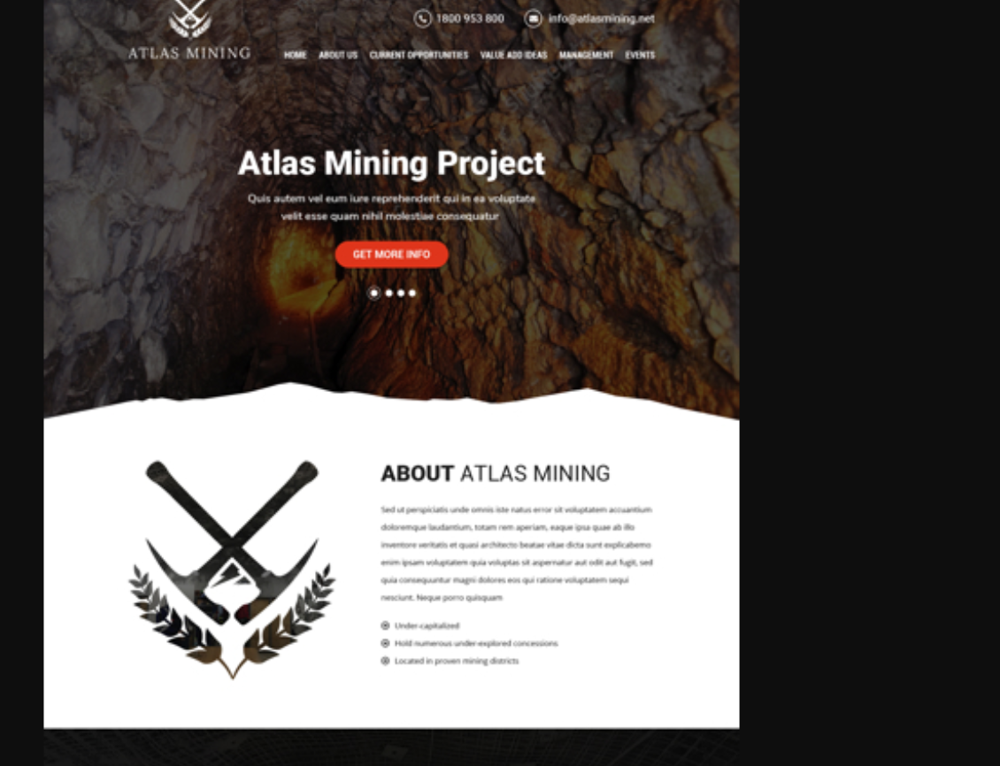 1800 953 800 info@atlasmining.net
ATLAS MINING
HOME ABOUT US CURRENT OPPORTUNITIES VALUE ADD IDEAS MANAGEMENT EVENTS
Atlas Mining Project
Quis autem vel eum iure reprehenderit qui in ea voluptate
velit esse quam nihil molestiae consequatur
GET MORE INFO
ABOUT ATLAS MINING
Sed ut perspiciatis unde omnis iste natus error sit voluptatem accuantium
doloremque laudantium, totam rem aperiam, eaque ipsa quae ab illo
inventore veritatis et quasi architecto beatae vitae dicta sunt explicabemo
enim ipsam voluptatem quia voluptas sit aspernatur aut odit aut fugit, sed
quia consequuntur magni dolores eos qui ratione voluptatem sequi
nesciunt. Neque porro quisquam
Under-capitalized
Hold numerous under-explored concessions
Located in proven mining districts